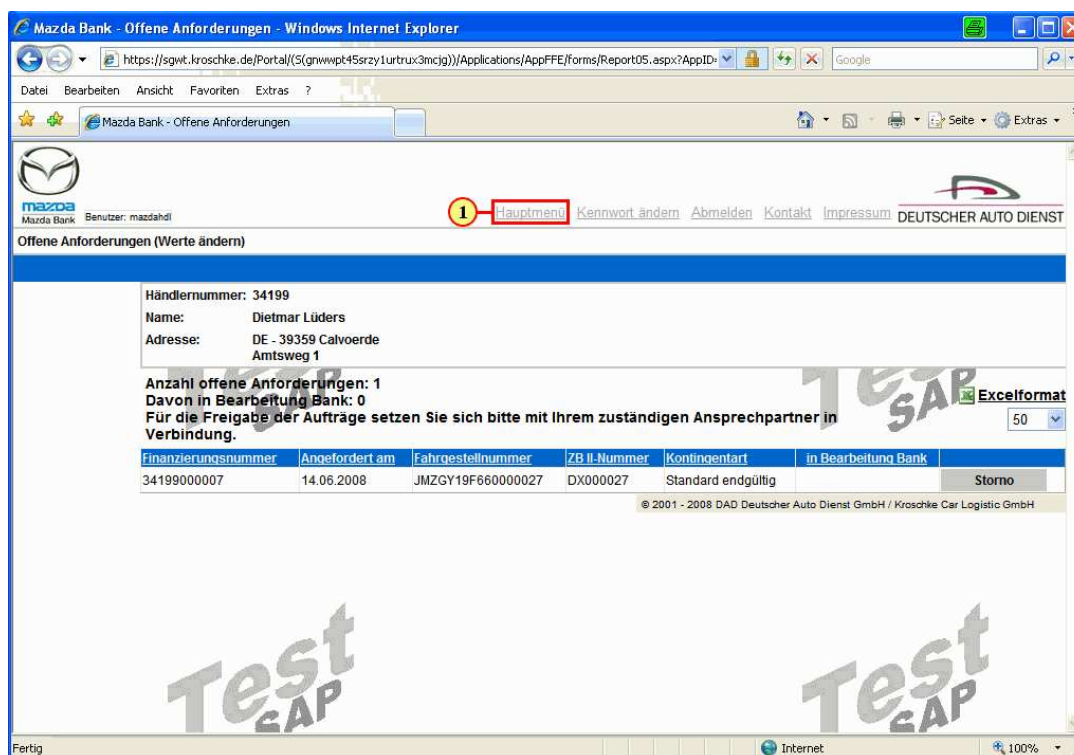 Mazda Bank - Offene Anforderungen - Windows Internet Explorer
https://sgwt.kroschke.de/Portal/(S(gnwwpt45srzy1urtrux3mcjg))/Applications/AppFFE/forms/Report05.aspx?AppID=
Google
Datei Bearbeiten Ansicht Favoriten Extras ?
Mazda Bank - Offene Anforderungen
Seite Extras
mazda
Mazda Bank Benutzer: mazdahdl
1 Hauptmenü Kennwort ändern Abmelden Kontakt Impressum DEUTSCHER AUTO DIENST
Offene Anforderungen (Werte ändern)
Händlernummer: 34199
Name: Dietmar Lüders
Adresse: DE - 39359 Calvoerde
Amtsweg 1
Anzahl offene Anforderungen: 1
Davon in Bearbeitung Bank: 0
Für die Freigabe der Aufträge setzen Sie sich bitte mit Ihrem zuständigen Ansprechpartner in
Verbindung.
Excelformat
50
Finanzierungsnummer Angefordert am Fahrgestellnummer ZB II-Nummer Kontingentart in Bearbeitung Bank
34199000007 14.06.2008 JMZGY19F660000027 DX000027 Standard endgültig Storno
© 2001 - 2008 DAD Deutscher Auto Dienst GmbH / Kroschke Car Logistic GmbH
Test SAP
Test SAP
Test SAP
Test SAP
Fertig Internet 100%